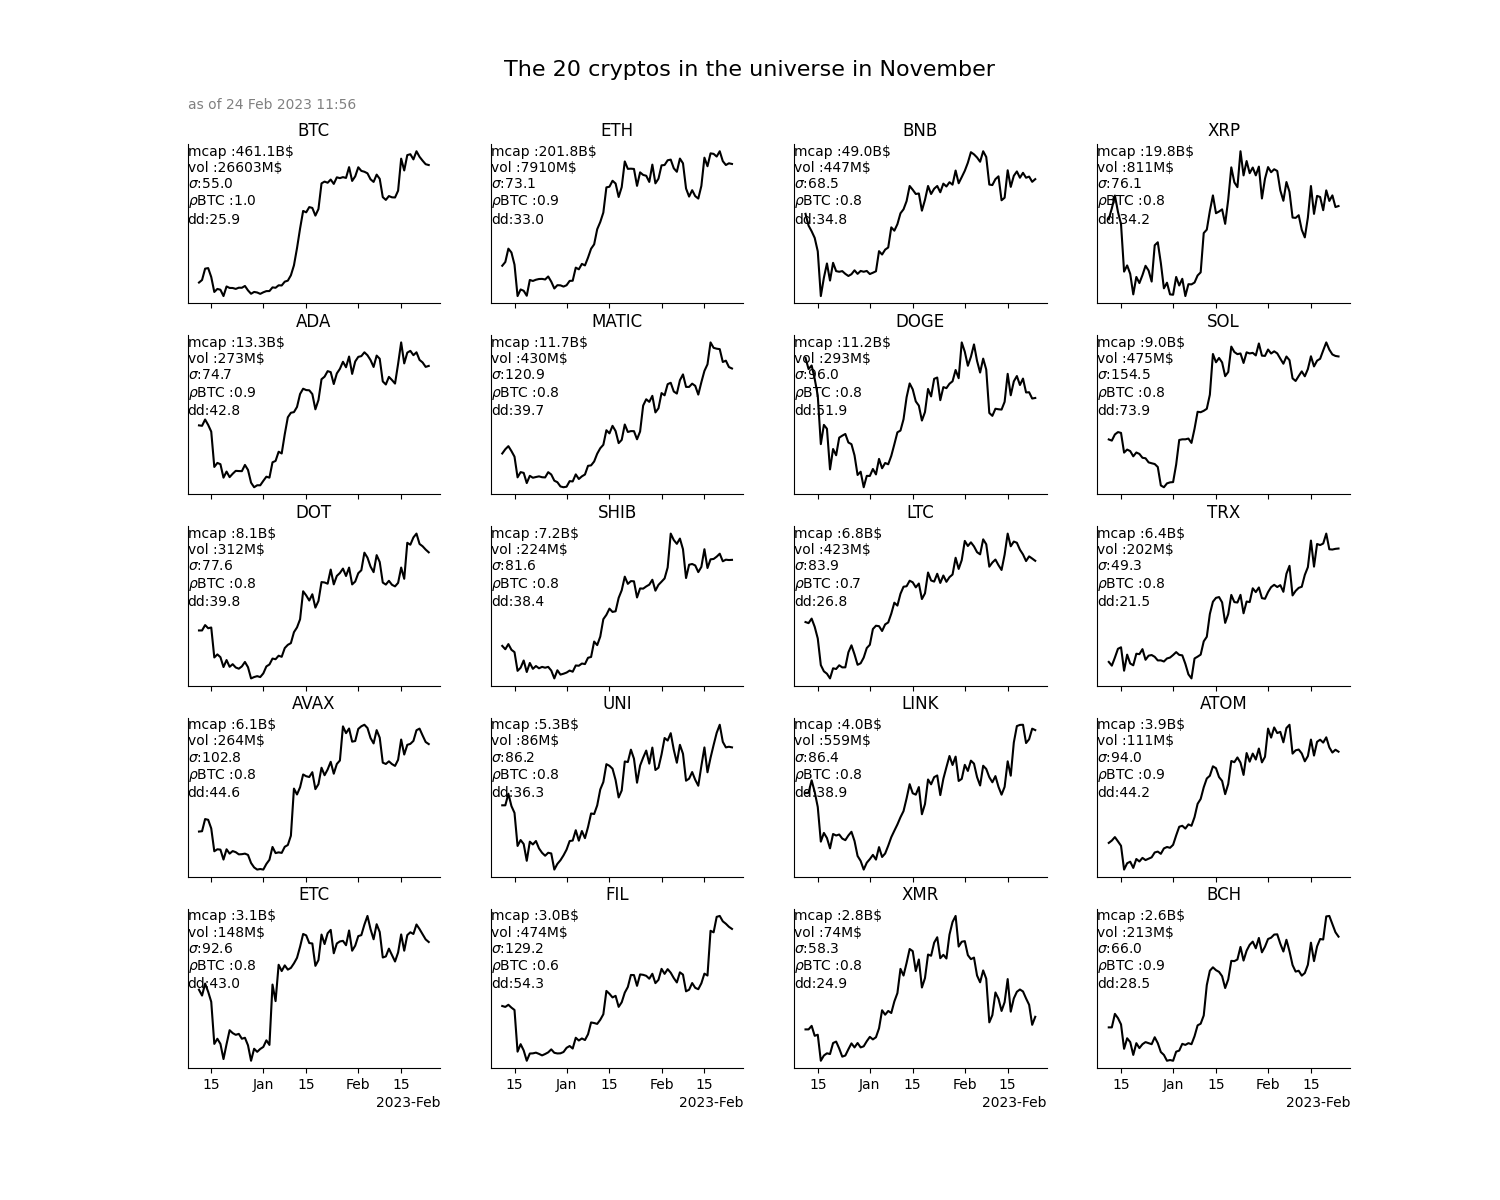 The 20 cryptos in the universe in November
as of 24 Feb 2023 11:56
BTC
mcap :461.1B$
vol :26603M$
σ:55.0
ρBTC :1.0
dd:25.9
ETH
mcap :201.8B$
vol :7910M$
σ:73.1
ρBTC :0.9
dd:33.0
BNB
mcap :49.0B$
vol :447M$
σ:68.5
ρBTC :0.8
dd:34.8
XRP
mcap :19.8B$
vol :811M$
σ:76.1
ρBTC :0.8
dd:34.2
ADA
mcap :13.3B$
vol :273M$
σ:74.7
ρBTC :0.9
dd:42.8
MATIC
mcap :11.7B$
vol :430M$
σ:120.9
ρBTC :0.8
dd:39.7
DOGE
mcap :11.2B$
vol :293M$
σ:96.0
ρBTC :0.8
dd:51.9
SOL
mcap :9.0B$
vol :475M$
σ:154.5
ρBTC :0.8
dd:73.9
DOT
mcap :8.1B$
vol :312M$
σ:77.6
ρBTC :0.8
dd:39.8
SHIB
mcap :7.2B$
vol :224M$
σ:81.6
ρBTC :0.8
dd:38.4
LTC
mcap :6.8B$
vol :423M$
σ:83.9
ρBTC :0.7
dd:26.8
TRX
mcap :6.4B$
vol :202M$
σ:49.3
ρBTC :0.8
dd:21.5
AVAX
mcap :6.1B$
vol :264M$
σ:102.8
ρBTC :0.8
dd:44.6
UNI
mcap :5.3B$
vol :86M$
σ:86.2
ρBTC :0.8
dd:36.3
LINK
mcap :4.0B$
vol :559M$
σ:86.4
ρBTC :0.8
dd:38.9
ATOM
mcap :3.9B$
vol :111M$
σ:94.0
ρBTC :0.9
dd:44.2
ETC
mcap :3.1B$
vol :148M$
σ:92.6
ρBTC :0.8
dd:43.0
FIL
mcap :3.0B$
vol :474M$
σ:129.2
ρBTC :0.6
dd:54.3
XMR
mcap :2.8B$
vol :74M$
σ:58.3
ρBTC :0.8
dd:24.9
BCH
mcap :2.6B$
vol :213M$
σ:66.0
ρBTC :0.9
dd:28.5
15 Jan 15 Feb 15
2023-Feb
15 Jan 15 Feb 15
2023-Feb
15 Jan 15 Feb 15
2023-Feb
15 Jan 15 Feb 15
2023-Feb